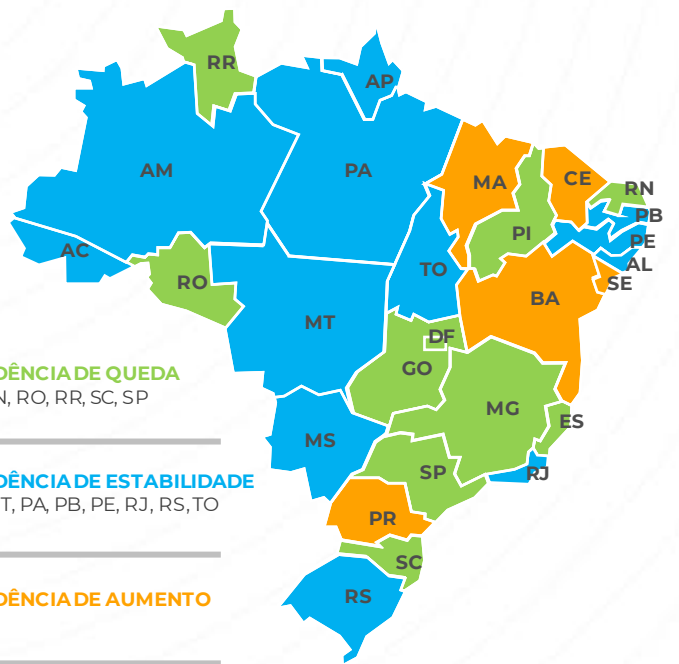 RR
AP
AM
PA
MA
CE
RN
PB
PI
PE
AC
AL
TO
RO
SE
BA
MT
DF
GO
MG
ES
MS
SP
RJ
PR
SC
RS
DÊNCIA DE QUEDA
N, RO, RR, SC, SP
DÊNCIA DE ESTABILIDADE
T, PA, PB, PE, RJ, RS, TO
DÊNCIA DE AUMENTO